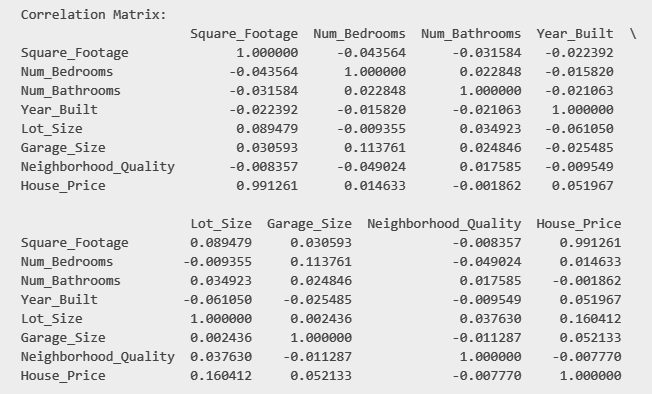 Correlation Matrix:
Square_Footage Num_Bedrooms Num_Bathrooms Year_Built \
Square_Footage 1.000000 -0.043564 -0.031584 -0.022392
Num_Bedrooms -0.043564 1.000000 0.022848 -0.015820
Num_Bathrooms -0.031584 0.022848 1.000000 -0.021063
Year_Built -0.022392 -0.015820 -0.021063 1.000000
Lot_Size 0.089479 -0.009355 0.034923 -0.061050
Garage_Size 0.030593 0.113761 0.024846 -0.025485
Neighborhood_Quality -0.008357 -0.049024 0.017585 -0.009549
House_Price 0.991261 0.014633 -0.001862 0.051967
Lot_Size Garage_Size Neighborhood_Quality House_Price
Square_Footage 0.089479 0.030593 -0.008357 0.991261
Num_Bedrooms -0.009355 0.113761 -0.049024 0.014633
Num_Bathrooms 0.034923 0.024846 0.017585 -0.001862
Year_Built -0.061050 -0.025485 -0.009549 0.051967
Lot_Size 1.000000 0.002436 0.037630 0.160412
Garage_Size 0.002436 1.000000 -0.011287 0.052133
Neighborhood_Quality 0.037630 -0.011287 1.000000 -0.007770
House_Price 0.160412 0.052133 -0.007770 1.000000